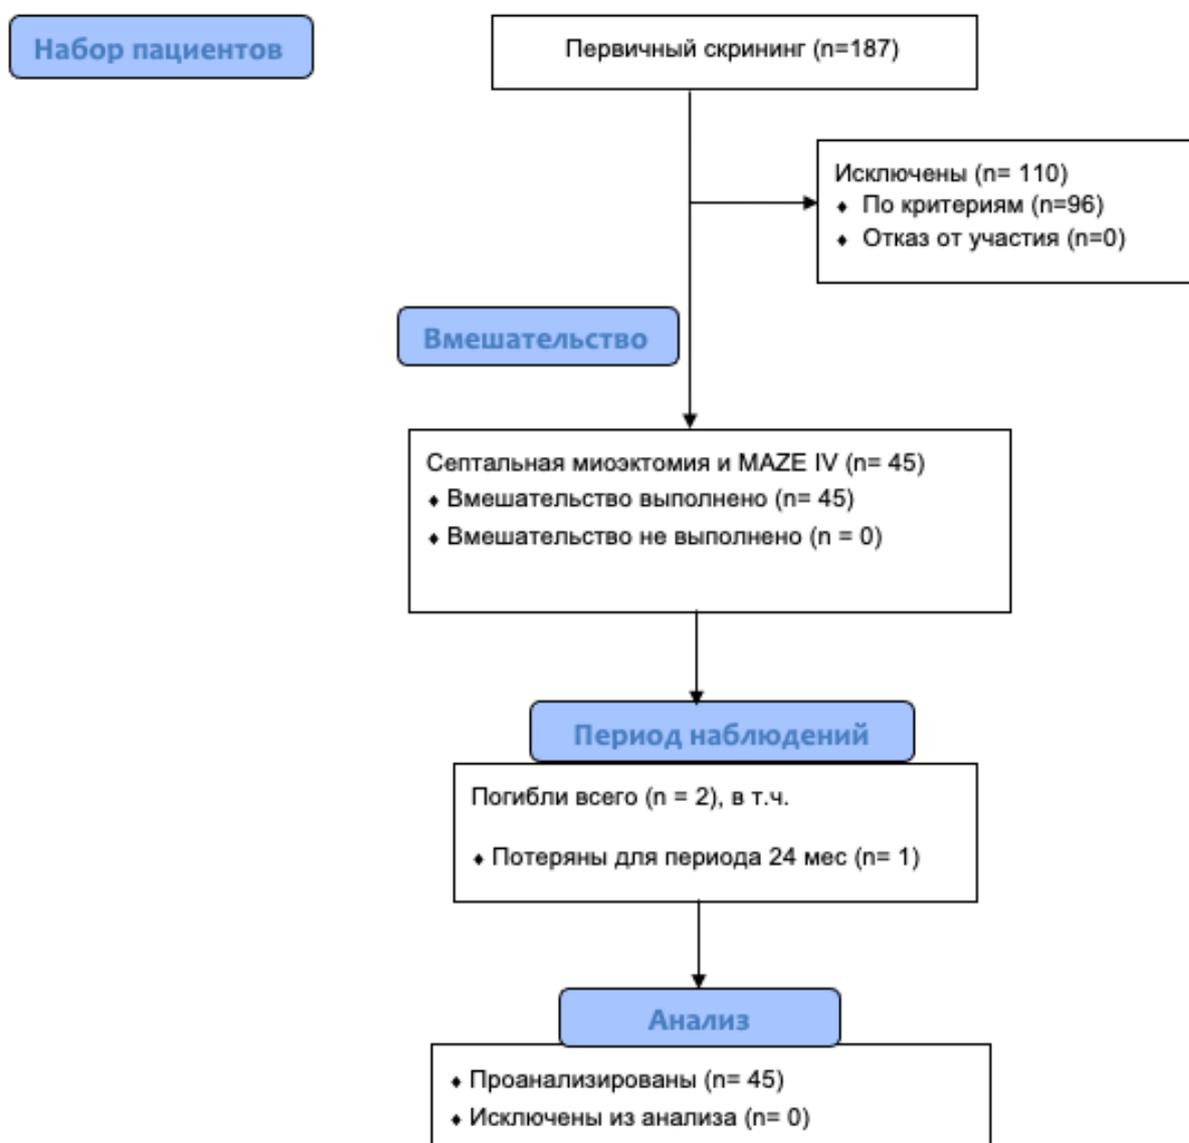 Набор пациентов
Первичный скрининг (n=187)
Исключены (n= 110)
♦ По критериям (n=96)
♦ Отказ от участия (n=0)
Вмешательство
Септальная миоэктомия и MAZE IV (n= 45)
♦ Вмешательство выполнено (n= 45)
♦ Вмешательство не выполнено (n = 0)
Период наблюдений
Погибли всего (n = 2), в т.ч.
♦ Потеряны для периода 24 мес (n= 1)
Анализ
♦ Проанализированы (n= 45)
♦ Исключены из анализа (n= 0)